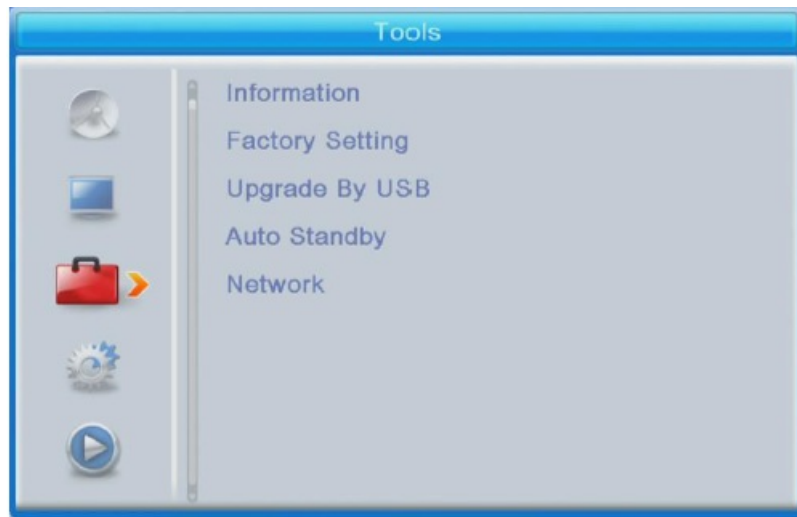 Tools
Information
Factory Setting
Upgrade By USB
Auto Standby
Network